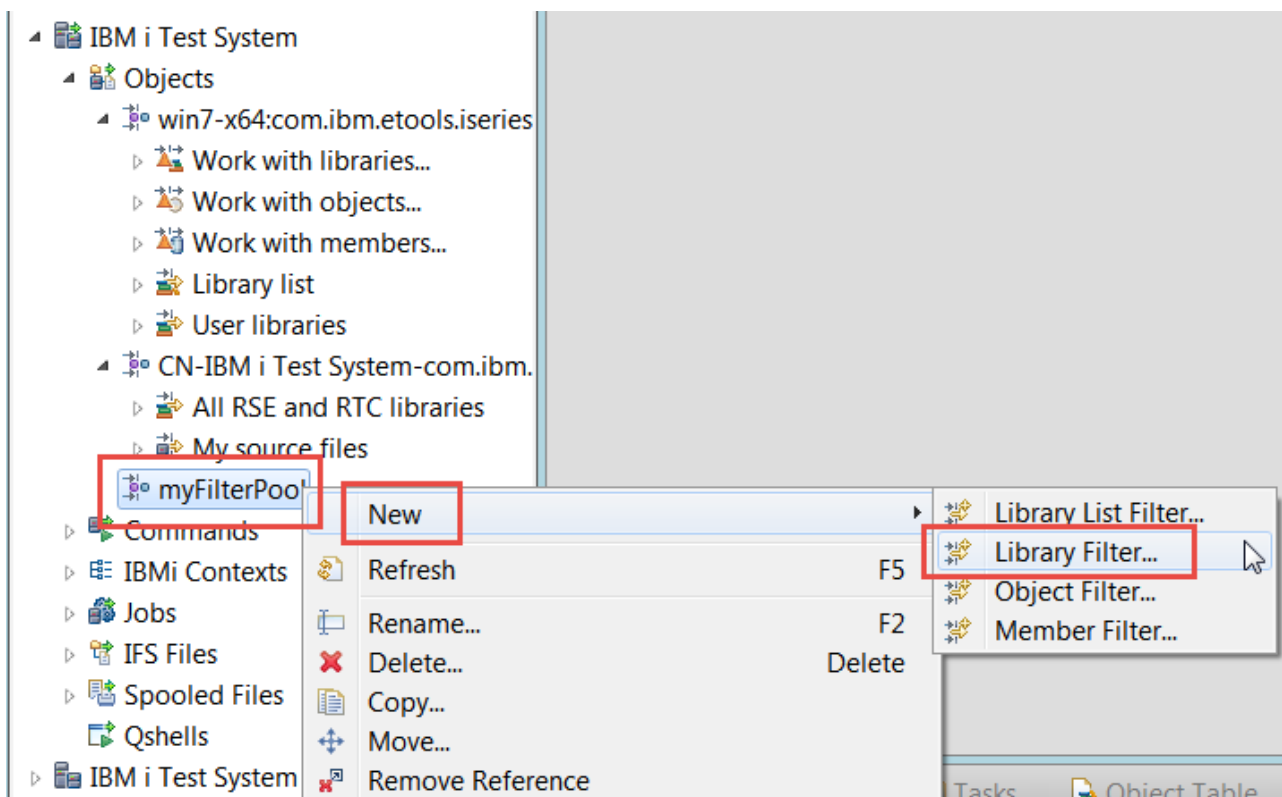 IBM i Test System
Objects
win7-x64:com.ibm.etools.iseries
Work with libraries...
Work with objects...
Work with members...
Library list
User libraries
CN-IBM i Test System-com.ibm.
All RSE and RTC libraries
My source files
myFilterPool
Commands
IBMi Contexts
Jobs
IFS Files
Spooled Files
Qshells
IBM i Test System
New
Refresh F5
Rename... F2
Delete... Delete
Copy...
Move...
Remove Reference
Library List Filter...
Library Filter...
Object Filter...
Member Filter...
Tasks Object Table